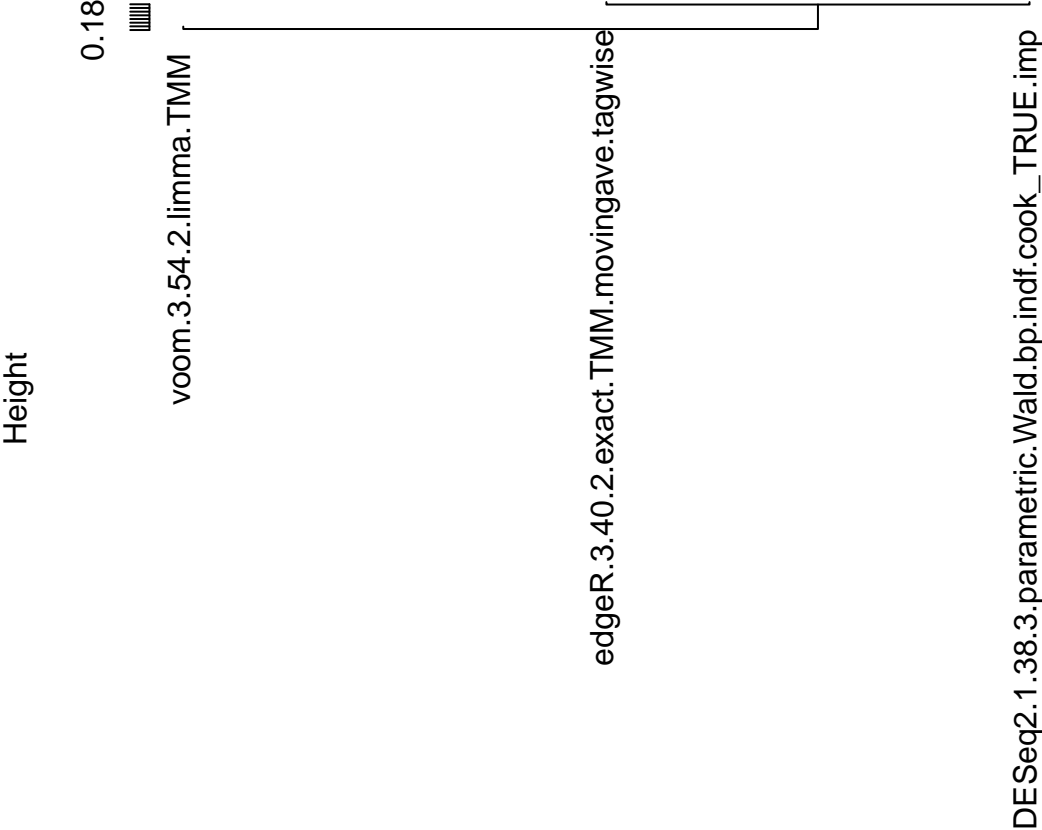 Height
0.18
voom.3.54.2.limma.TMM
edgeR.3.40.2.exact.TMM.movingave.tagwise
DESeq2.1.38.3.parametric.Wald.bp.indf.cook_TRUE.imp